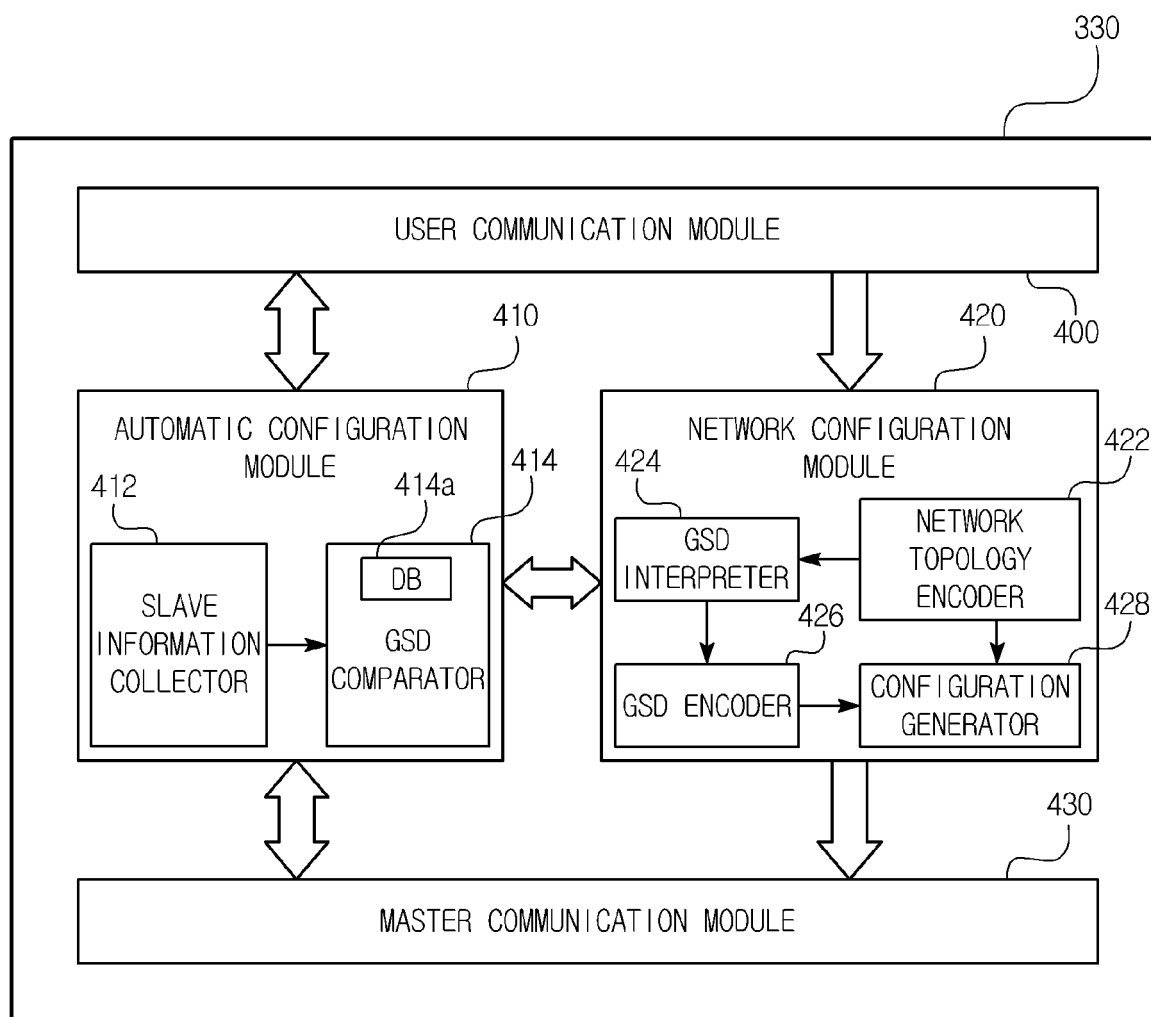 330
USER COMMUNICATION MODULE
400
410
420
AUTOMATIC CONFIGURATION
MODULE
412
414a
414
SLAVE
INFORMATION
COLLECTOR
DB
GSD
COMPARATOR
NETWORK CONFIGURATION
MODULE
424
422
GSD
INTERPRETER
NETWORK
TOPOLOGY
ENCODER
426
428
GSD ENCODER
CONFIGURATION
GENERATOR
430
MASTER COMMUNICATION MODULE